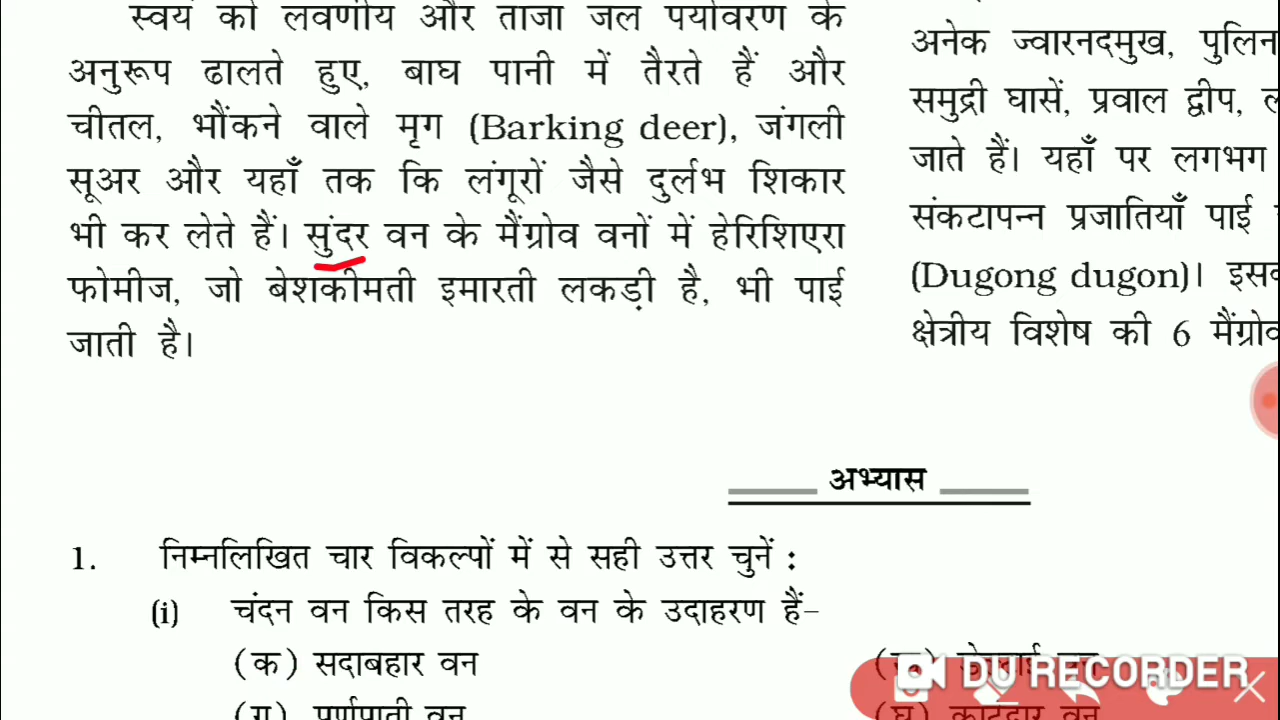 स्वयं को लवणीय और ताजा जल पर्यावरण के
अनुरूप ढालते हुए, बाघ पानी में तैरते हैं और
चीतल, भौंकने वाले मृग (Barking deer), जंगली
सूअर और यहाँ तक कि लंगूरों जैसे दुर्लभ शिकार
भी कर लेते हैं। सुंदर वन के मैंग्रोव वनों में हेरिशिएरा
फोमीज, जो बेशकीमती इमारती लकड़ी है, भी पाई
जाती है।
अनेक ज्वारनदमुख, पुलिन
समुद्री घासें, प्रवाल द्वीप,
जाते हैं। यहाँ पर लगभग
संकटापन्न प्रजातियाँ पाई
(Dugong dugon)। इसक
क्षेत्रीय विशेष की 6 मैंग्रोव
अभ्यास
1. निम्नलिखित चार विकल्पों में से सही उत्तर चुनें :
(i) चंदन वन किस तरह के वन के उदाहरण हैं–
(क) सदाबहार वन
(ग) पर्णपाती वन
(घ) काँटेदार वन
DU RECORDER